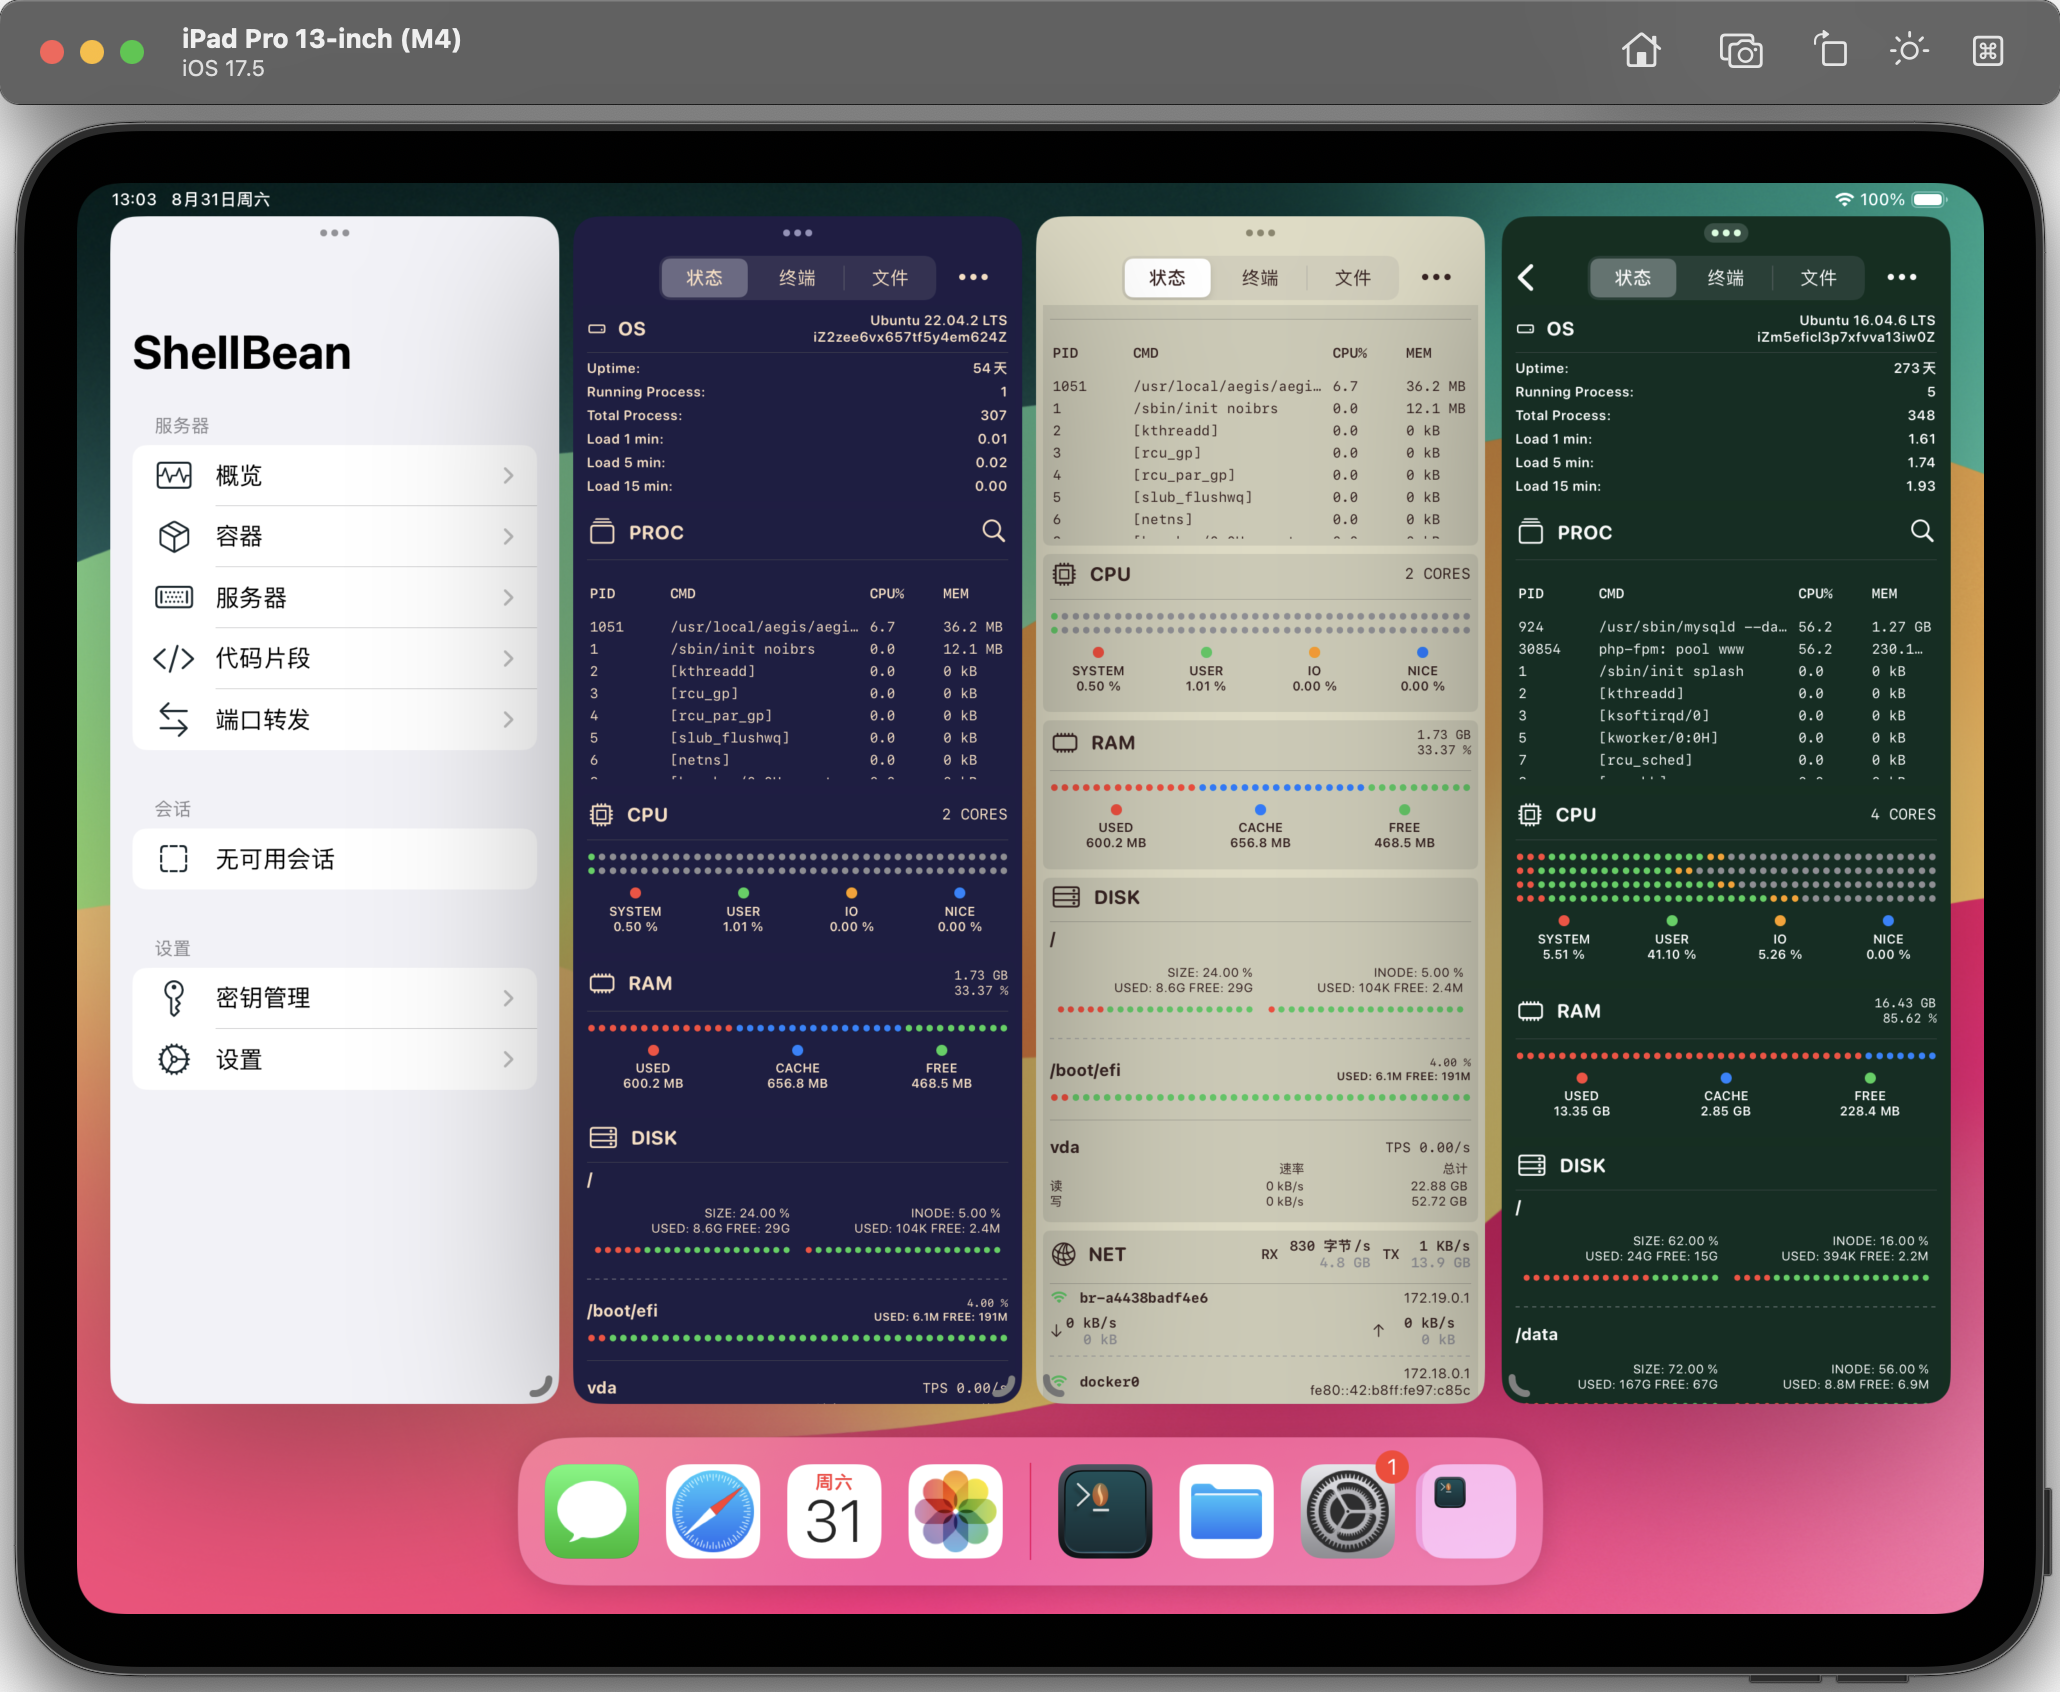 iPad Pro 13-inch (M4)
iOS 17.5
13:03 8月31日周六
100%
ShellBean
服务器
概览
容器
服务器
代码片段
端口转发
会话
无可用会话
设置
密钥管理
设置
状态 终端 文件
OS
Ubuntu 22.04.2 LTS
iZ2zee6vx657tf5y4em624Z
Uptime: 54 天
Running Process: 1
Total Process: 307
Load 1 min: 0.01
Load 5 min: 0.02
Load 15 min: 0.00
PROC
PID CMD CPU% MEM
1051 /usr/local/aegis/aegi… 6.7 36.2 MB
1 /sbin/init noibrs 0.0 12.1 MB
2 [kthreadd] 0.0 0 kB
3 [rcu_gp] 0.0 0 kB
4 [rcu_par_gp] 0.0 0 kB
5 [slub_flushwq] 0.0 0 kB
6 [netns] 0.0 0 kB
CPU 2 CORES
SYSTEM USER IO NICE
0.50 % 1.01 % 0.00 % 0.00 %
RAM
1.73 GB
33.37 %
USED CACHE FREE
600.2 MB 656.8 MB 468.5 MB
DISK
/
SIZE: 24.00 % INODE: 5.00 %
USED: 8.6G FREE: 29G USED: 104K FREE: 2.4M
/boot/efi
4.00 %
USED: 6.1M FREE: 191M
vda TPS 0.00/s
状态 终端 文件
PID CMD CPU% MEM
1051 /usr/local/aegis/aegi… 6.7 36.2 MB
1 /sbin/init noibrs 0.0 12.1 MB
2 [kthreadd] 0.0 0 kB
3 [rcu_gp] 0.0 0 kB
4 [rcu_par_gp] 0.0 0 kB
5 [slub_flushwq] 0.0 0 kB
6 [netns] 0.0 0 kB
CPU 2 CORES
SYSTEM USER IO NICE
0.50 % 1.01 % 0.00 % 0.00 %
RAM
1.73 GB
33.37 %
USED CACHE FREE
600.2 MB 656.8 MB 468.5 MB
DISK
/
SIZE: 24.00 % INODE: 5.00 %
USED: 8.6G FREE: 29G USED: 104K FREE: 2.4M
/boot/efi
4.00 %
USED: 6.1M FREE: 191M
vda TPS 0.00/s
速率 总计
读 0 kB/s 22.88 GB
写 0 kB/s 52.72 GB
NET RX 830 字节/s TX 1 KB/s
4.8 GB 13.9 GB
br-a4438badf4e6 172.19.0.1
0 kB/s 0 kB/s
0 kB 0 kB
docker0
172.18.0.1
fe80::42:b8ff:fe97:c85c
状态 终端 文件
OS
Ubuntu 16.04.6 LTS
iZm5eficl3p7xfvva13iw0Z
Uptime: 273 天
Running Process: 5
Total Process: 348
Load 1 min: 1.61
Load 5 min: 1.74
Load 15 min: 1.93
PROC
PID CMD CPU% MEM
924 /usr/sbin/mysqld --da… 56.2 1.27 GB
30854 php-fpm: pool www 56.2 230.1…
1 /sbin/init splash 0.0 0 kB
2 [kthreadd] 0.0 0 kB
3 [ksoftirqd/0] 0.0 0 kB
5 [kworker/0:0H] 0.0 0 kB
7 [rcu_sched] 0.0 0 kB
CPU 4 CORES
SYSTEM USER IO NICE
5.51 % 41.10 % 5.26 % 0.00 %
RAM
16.43 GB
85.62 %
USED CACHE FREE
13.35 GB 2.85 GB 228.4 MB
DISK
/
SIZE: 62.00 % INODE: 16.00 %
USED: 24G FREE: 15G USED: 394K FREE: 2.2M
/data
SIZE: 72.00 % INODE: 56.00 %
USED: 167G FREE: 67G USED: 8.8M FREE: 6.9M
周六
31
1